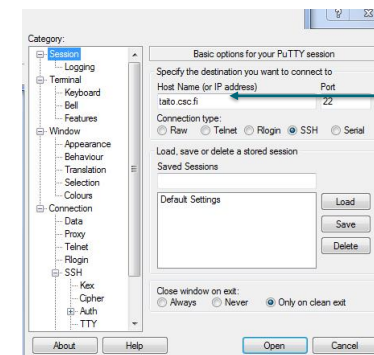 Category:
Session
Logging
Terminal
Keyboard
Bell
Features
Window
Appearance
Behaviour
Translation
Selection
Colours
Connection
Data
Proxy
Telnet
Rlogin
SSH
Kex
Cipher
Auth
TTY
Basic options for your PuTTY session
Specify the destination you want to connect to
Host Name (or IP address) Port
taito.csc.fi 22
Connection type:
Raw Telnet Rlogin SSH Serial
Load, save or delete a stored session
Saved Sessions
Default Settings
Load
Save
Delete
Close window on exit:
Always Never Only on clean exit
About Help Open Cancel